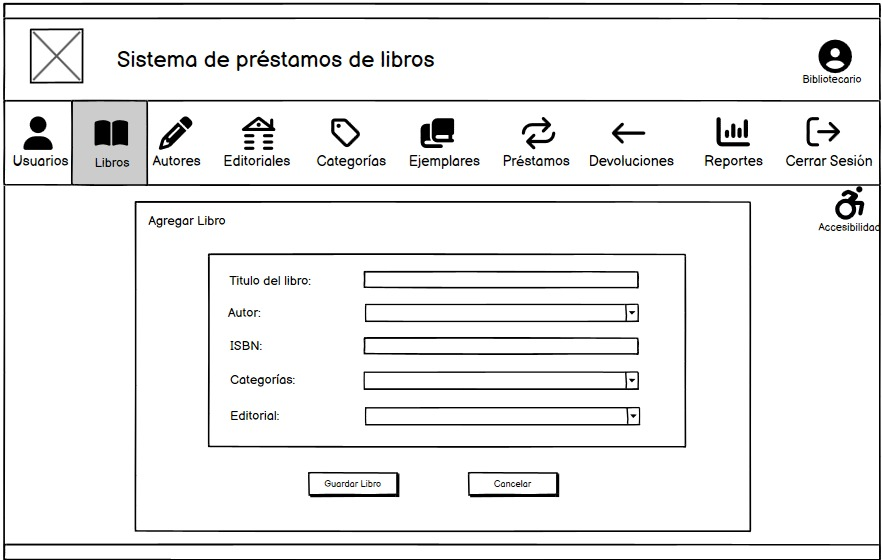 Sistema de préstamos de libros
Bibliotecario
Usuarios Libros Autores Editoriales Categorías Ejemplares Préstamos Devoluciones Reportes Cerrar Sesión
Accesibilidad
Agregar Libro
Titulo del libro:
Autor:
ISBN:
Categorías:
Editorial:
Guardar Libro Cancelar